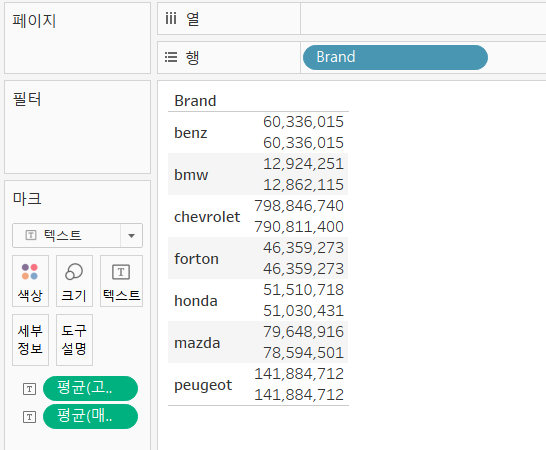 페이지
열
행
Brand
필터
마크
텍스트
색상
크기
텍스트
세부
정보
도구
설명
평균(고..
평균(매..
Brand
benz
60,336,015
60,336,015
bmw
12,924,251
12,862,115
chevrolet
798,846,740
790,811,400
forton
46,359,273
46,359,273
honda
51,510,718
51,030,431
mazda
79,648,916
78,594,501
peugeot
141,884,712
141,884,712